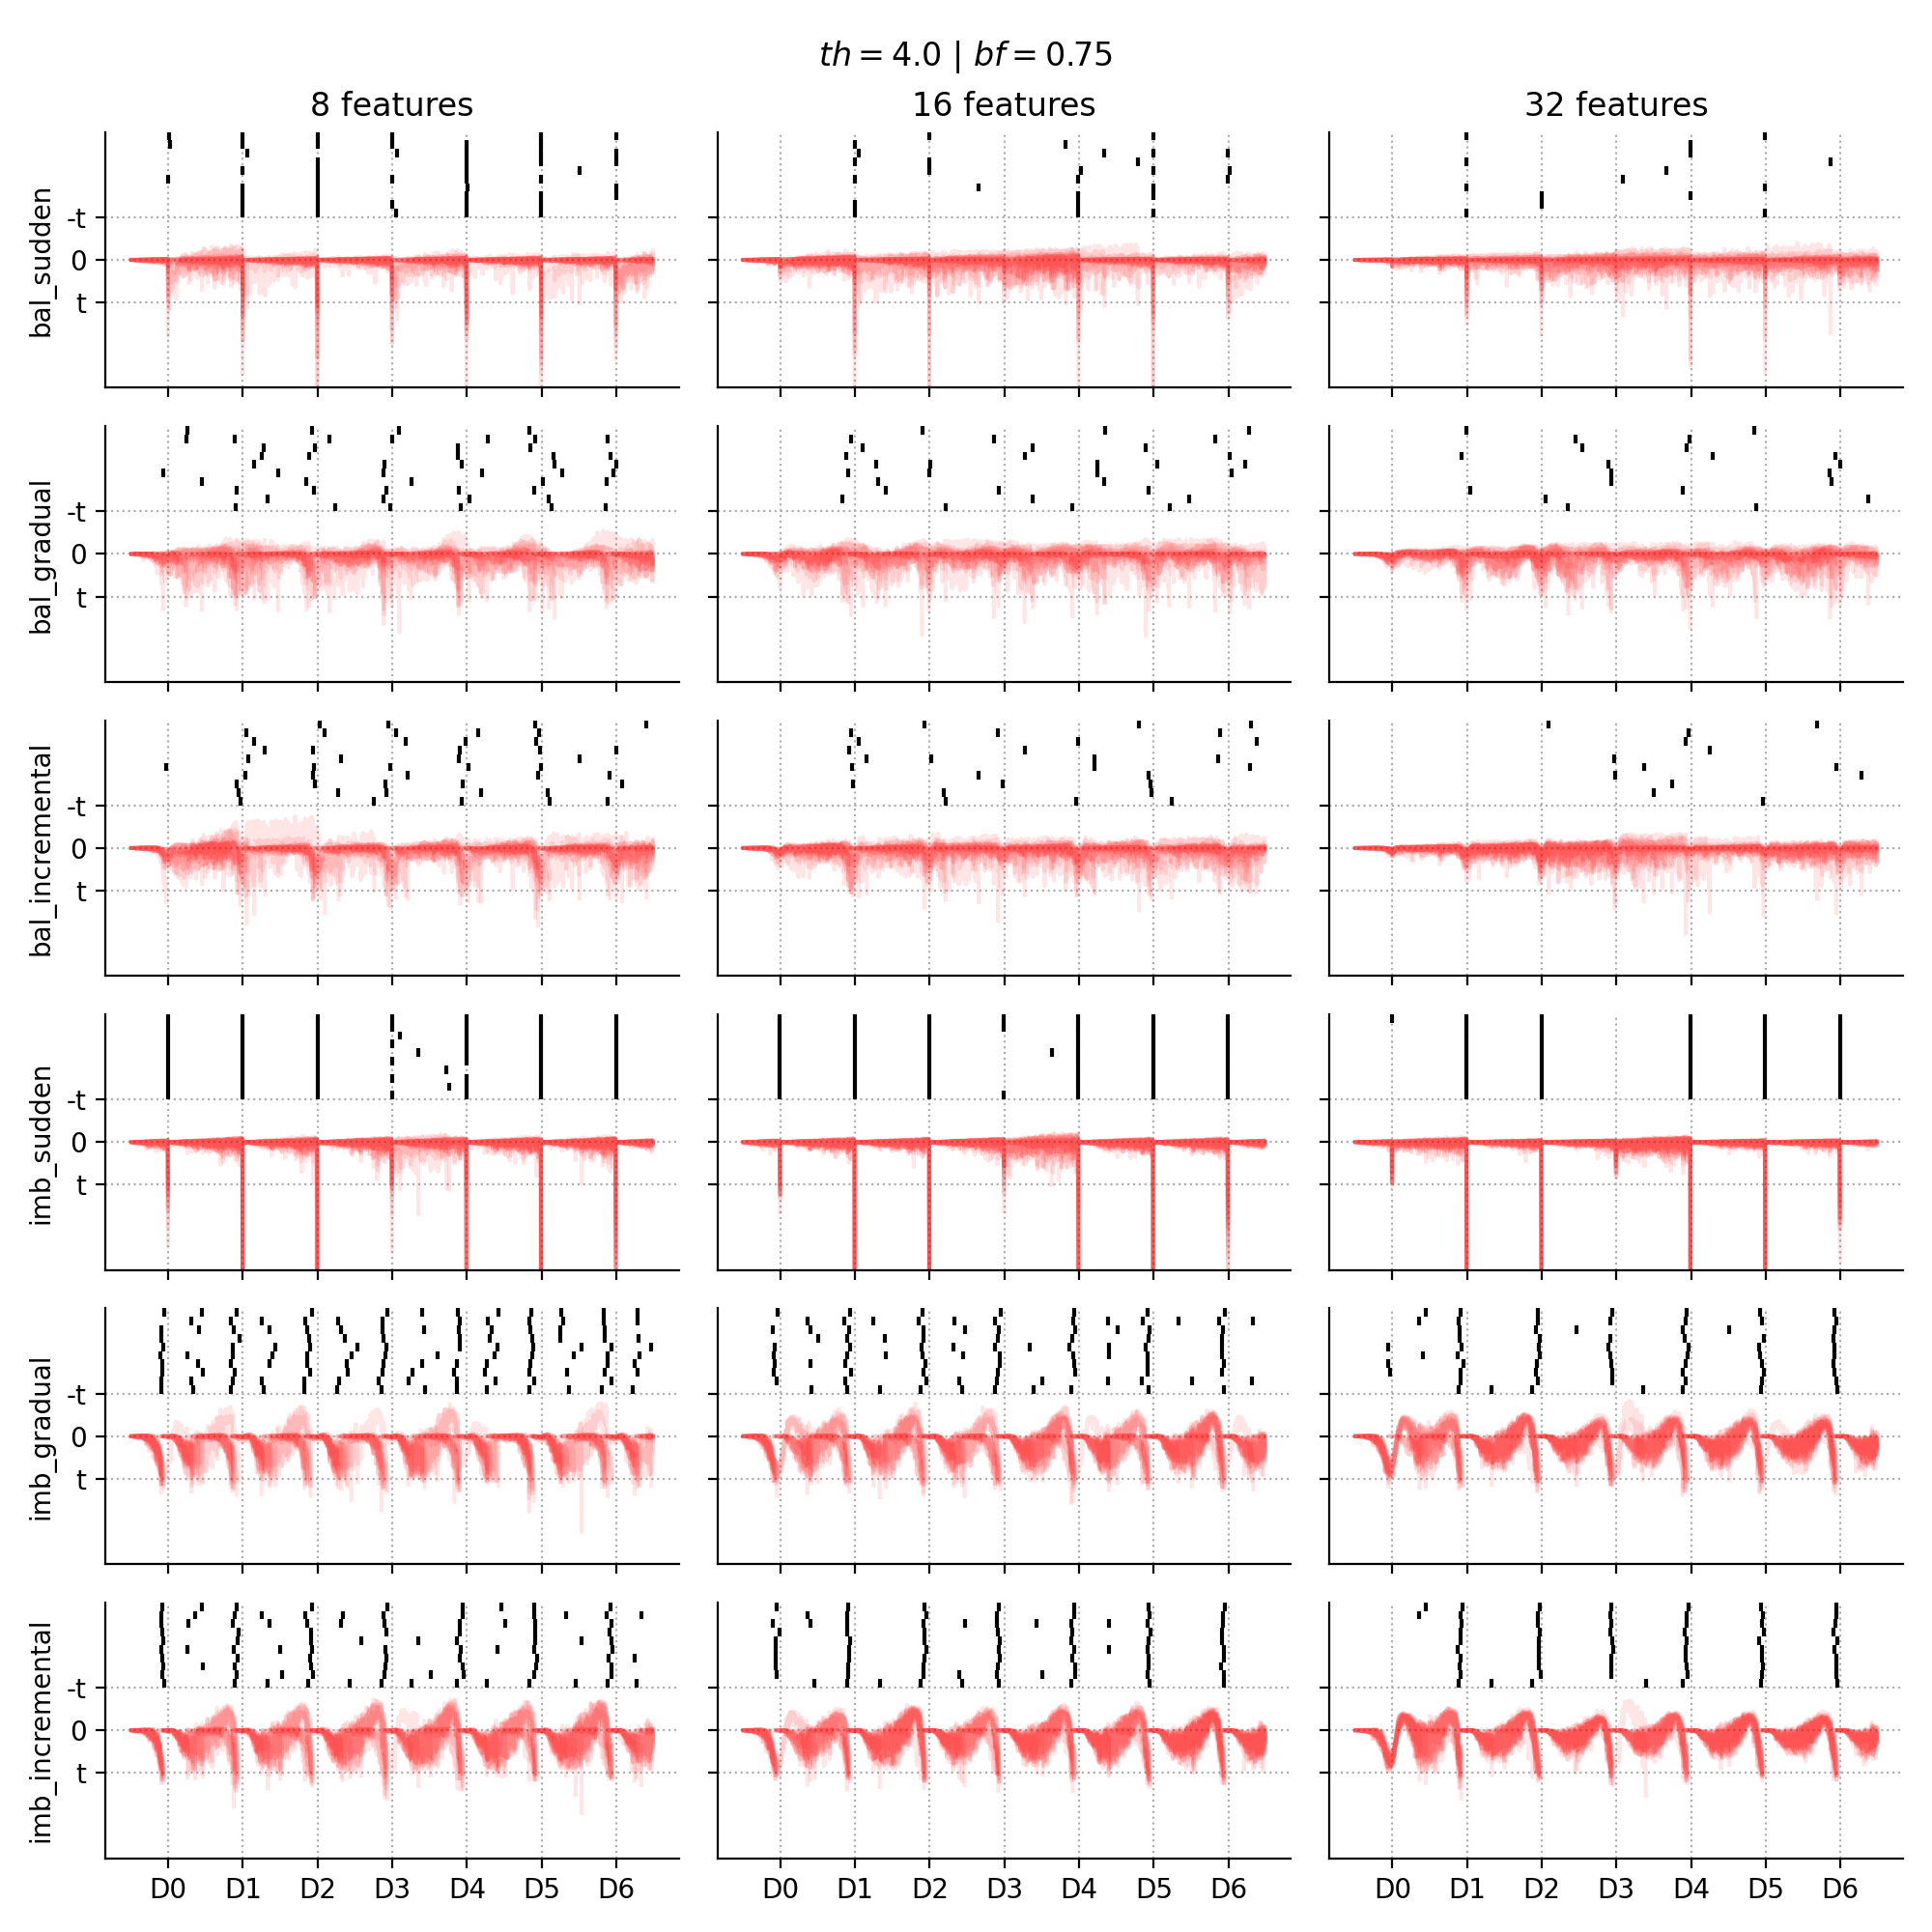 th = 4.0 | bf = 0.75
8 features
16 features
32 features
bal_sudden
-t
0
t
bal_gradual
-t
0
t
bal_incremental
-t
0
t
imb_sudden
-t
0
t
imb_gradual
-t
0
t
imb_incremental
-t
0
t
D0 D1 D2 D3 D4 D5 D6
D0 D1 D2 D3 D4 D5 D6
D0 D1 D2 D3 D4 D5 D6